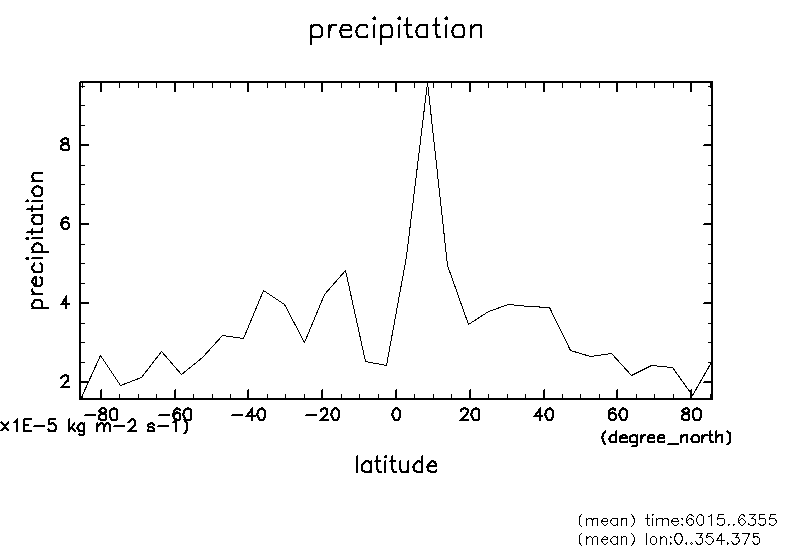 precipitation
precipitation
8
6
4
2
−80 −60 −40 −20 0 20 40 60 80
×1E−5 kg m−2 s−1)
(degree_north)
latitude
(mean) time:6015..6355
(mean) lon:0..354.375